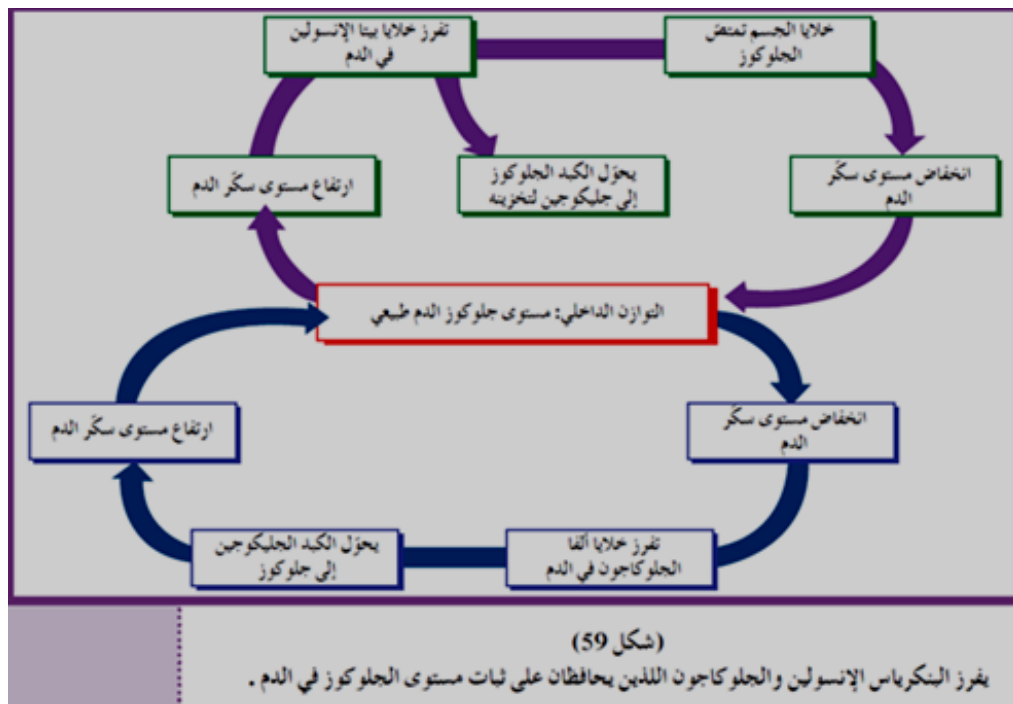 خلايا الجسم تمتصّ
الجلوكوز
تفرز خلايا بيتا الإنسولين
في الدم
انخفاض مستوى سكّر
الدم
يحوّل الكبد الجلوكوز
إلى جليكوجين لتخزينه
ارتفاع مستوى سكّر الدم
التوازن الداخلي: مستوى جلوكوز الدم طبيعي
انخفاض مستوى سكّر
الدم
ارتفاع مستوى سكّر الدم
تفرز خلايا ألفا
الجلوكاجون في الدم
يحوّل الكبد الجليكوجين
إلى جلوكوز
(شكل 59)
يفرز البنكرياس الإنسولين والجلوكاجون اللذين يحافظان على ثبات مستوى الجلوكوز في الدم .